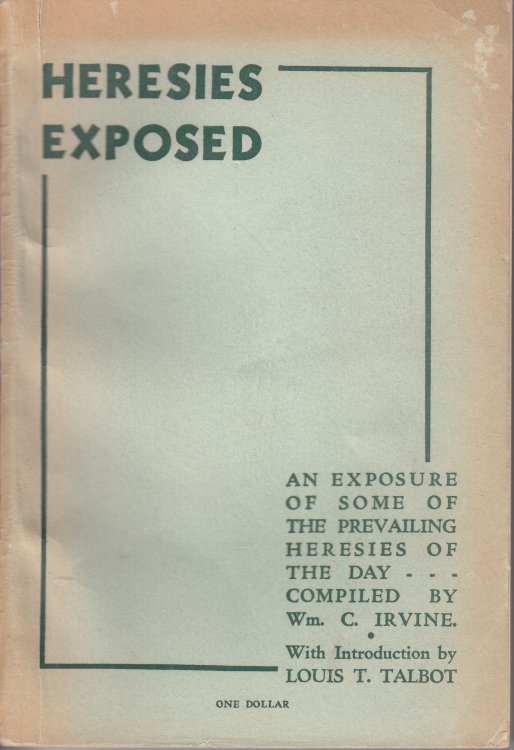 HERESIES
EXPOSED
AN EXPOSURE
OF SOME OF
THE PREVAILING
HERESIES OF
THE DAY - - -
COMPILED BY
Wm. C. IRVINE.
With Introduction by
LOUIS T. TALBOT
ONE DOLLAR